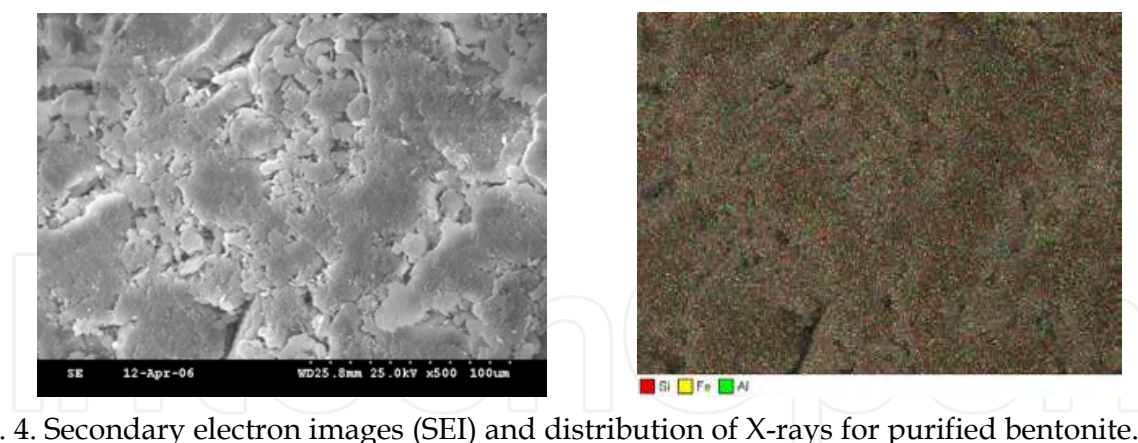 SE 12-Apr-06 WD25.8mm 25.0kV x500 100um
Si Fe Al
. 4. Secondary electron images (SEI) and distribution of X-rays for purified bentonite.